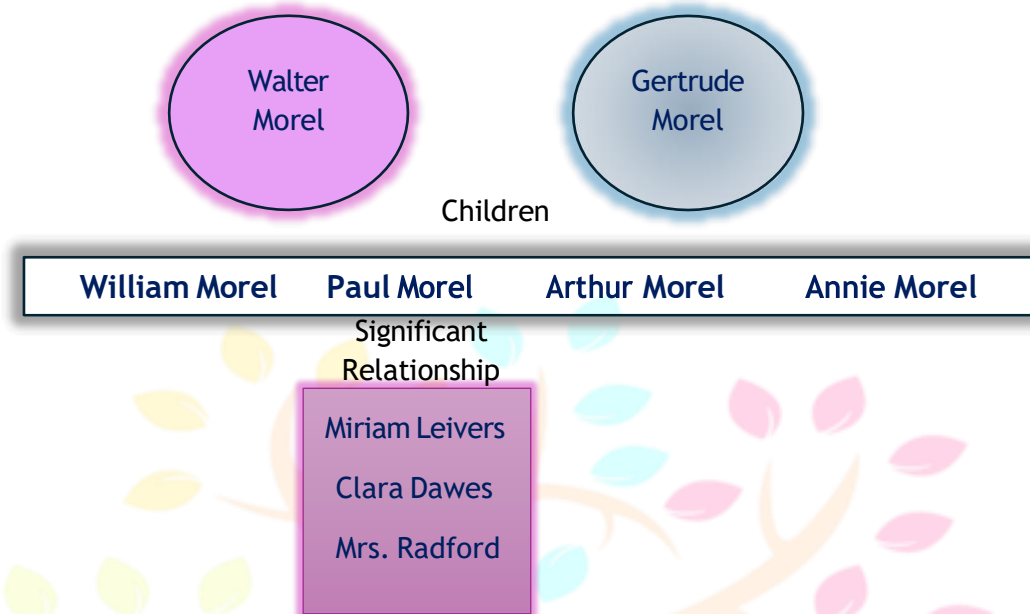 Walter
Morel
Gertrude
Morel
Children
William Morel Paul Morel Arthur Morel Annie Morel
Significant
Relationship
Miriam Leivers
Clara Dawes
Mrs. Radford